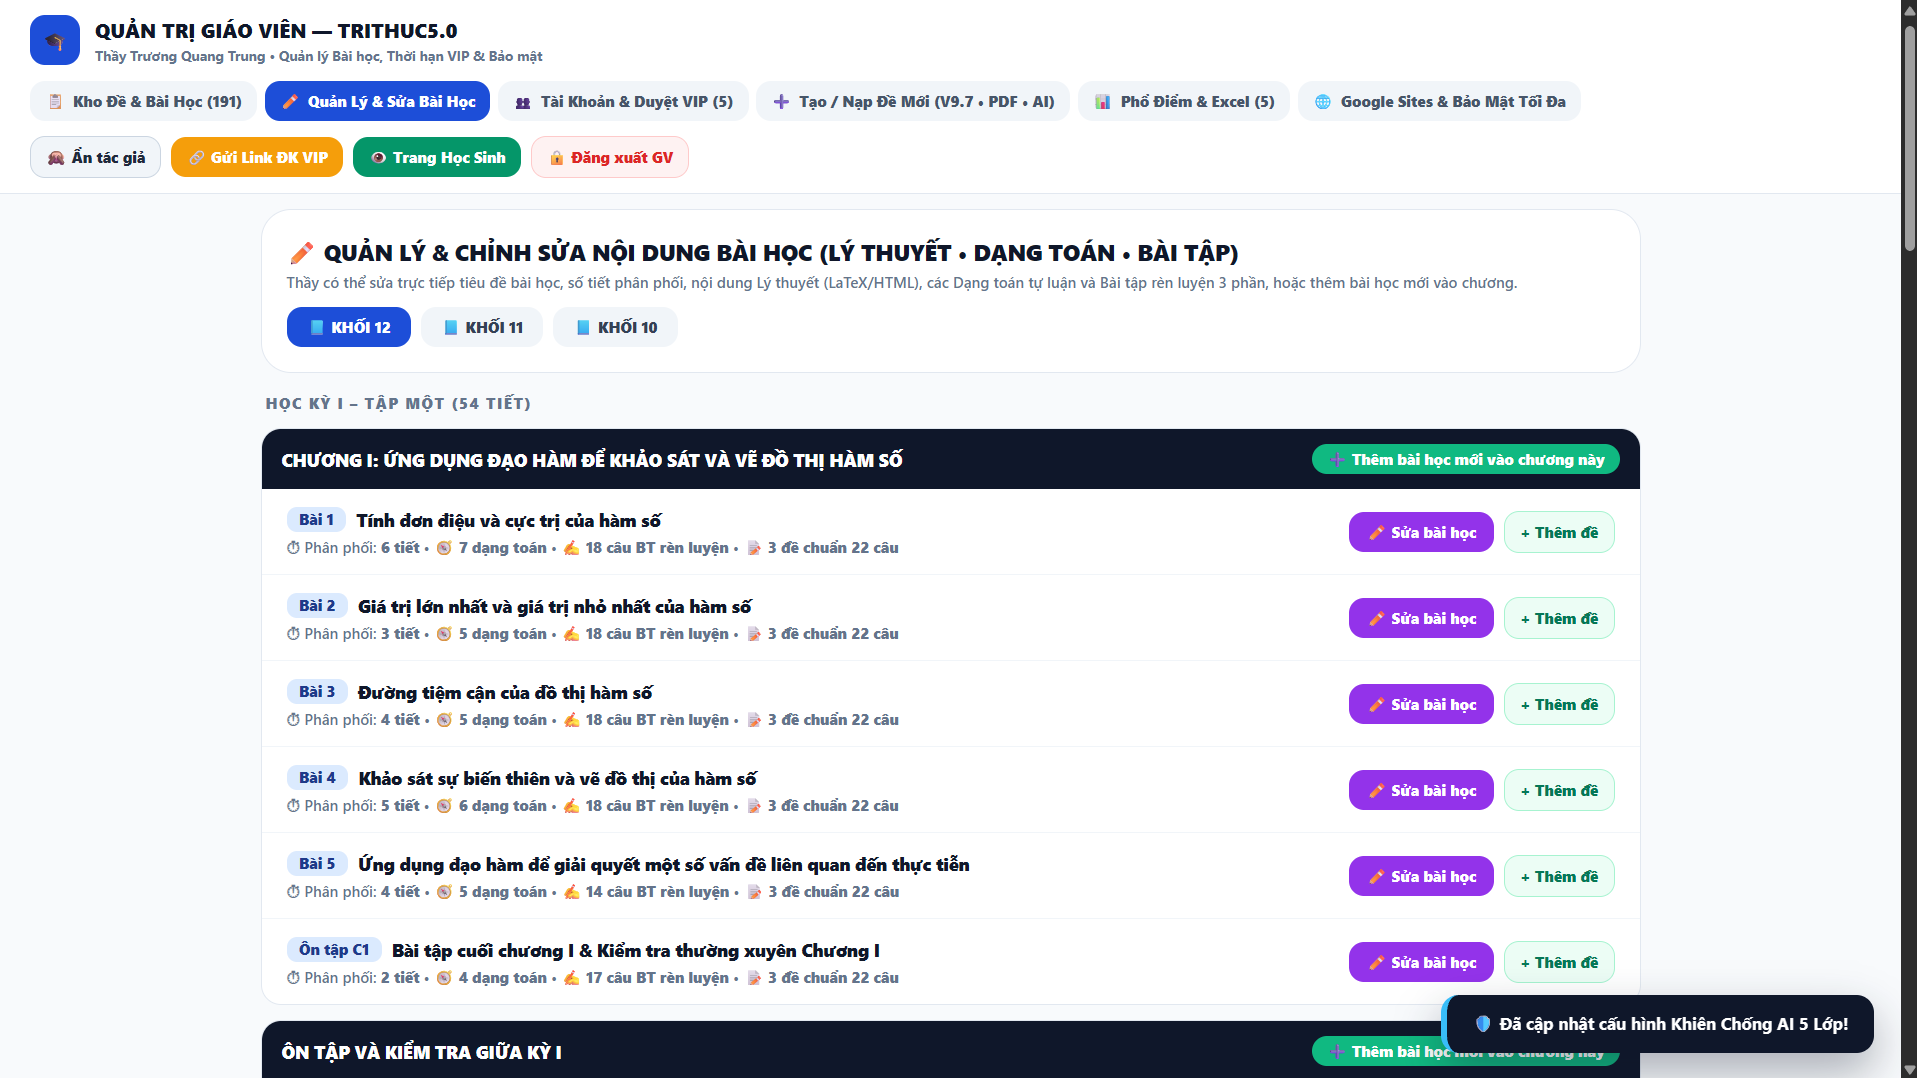 QUẢN TRỊ GIÁO VIÊN — TRITHUC5.0
Thầy Trương Quang Trung • Quản lý Bài học, Thời hạn VIP & Bảo mật
Kho Đề & Bài Học (191)
Quản Lý & Sửa Bài Học
Tài Khoản & Duyệt VIP (5)
Tạo / Nạp Đề Mới (V9.7 • PDF • AI)
Phổ Điểm & Excel (5)
Google Sites & Bảo Mật Tối Đa
Ẩn tác giả
Gửi Link ĐK VIP
Trang Học Sinh
Đăng xuất GV
QUẢN LÝ & CHỈNH SỬA NỘI DUNG BÀI HỌC (LÝ THUYẾT • DẠNG TOÁN • BÀI TẬP)
Thầy có thể sửa trực tiếp tiêu đề bài học, số tiết phân phối, nội dung Lý thuyết (LaTeX/HTML), các Dạng toán tự luận và Bài tập rèn luyện 3 phần, hoặc thêm bài học mới vào chương.
KHỐI 12
KHỐI 11
KHỐI 10
HỌC KỲ I – TẬP MỘT (54 TIẾT)
CHƯƠNG I: ỨNG DỤNG ĐẠO HÀM ĐỂ KHẢO SÁT VÀ VẼ ĐỒ THỊ HÀM SỐ
Thêm bài học mới vào chương này
Bài 1 Tính đơn điệu và cực trị của hàm số
Phân phối: 6 tiết • 7 dạng toán • 18 câu BT rèn luyện • 3 đề chuẩn 22 câu
Sửa bài học
+ Thêm đề
Bài 2 Giá trị lớn nhất và giá trị nhỏ nhất của hàm số
Phân phối: 3 tiết • 5 dạng toán • 18 câu BT rèn luyện • 3 đề chuẩn 22 câu
Sửa bài học
+ Thêm đề
Bài 3 Đường tiệm cận của đồ thị hàm số
Phân phối: 4 tiết • 5 dạng toán • 18 câu BT rèn luyện • 3 đề chuẩn 22 câu
Sửa bài học
+ Thêm đề
Bài 4 Khảo sát sự biến thiên và vẽ đồ thị của hàm số
Phân phối: 5 tiết • 6 dạng toán • 18 câu BT rèn luyện • 3 đề chuẩn 22 câu
Sửa bài học
+ Thêm đề
Bài 5 Ứng dụng đạo hàm để giải quyết một số vấn đề liên quan đến thực tiễn
Phân phối: 4 tiết • 5 dạng toán • 14 câu BT rèn luyện • 3 đề chuẩn 22 câu
Sửa bài học
+ Thêm đề
Ôn tập C1 Bài tập cuối chương I & Kiểm tra thường xuyên Chương I
Phân phối: 2 tiết • 4 dạng toán • 17 câu BT rèn luyện • 3 đề chuẩn 22 câu
Sửa bài học
+ Thêm đề
Đã cập nhật cấu hình Khiên Chống AI 5 Lớp!
ÔN TẬP VÀ KIỂM TRA GIỮA KỲ I
Thêm bài học mới vào chương này